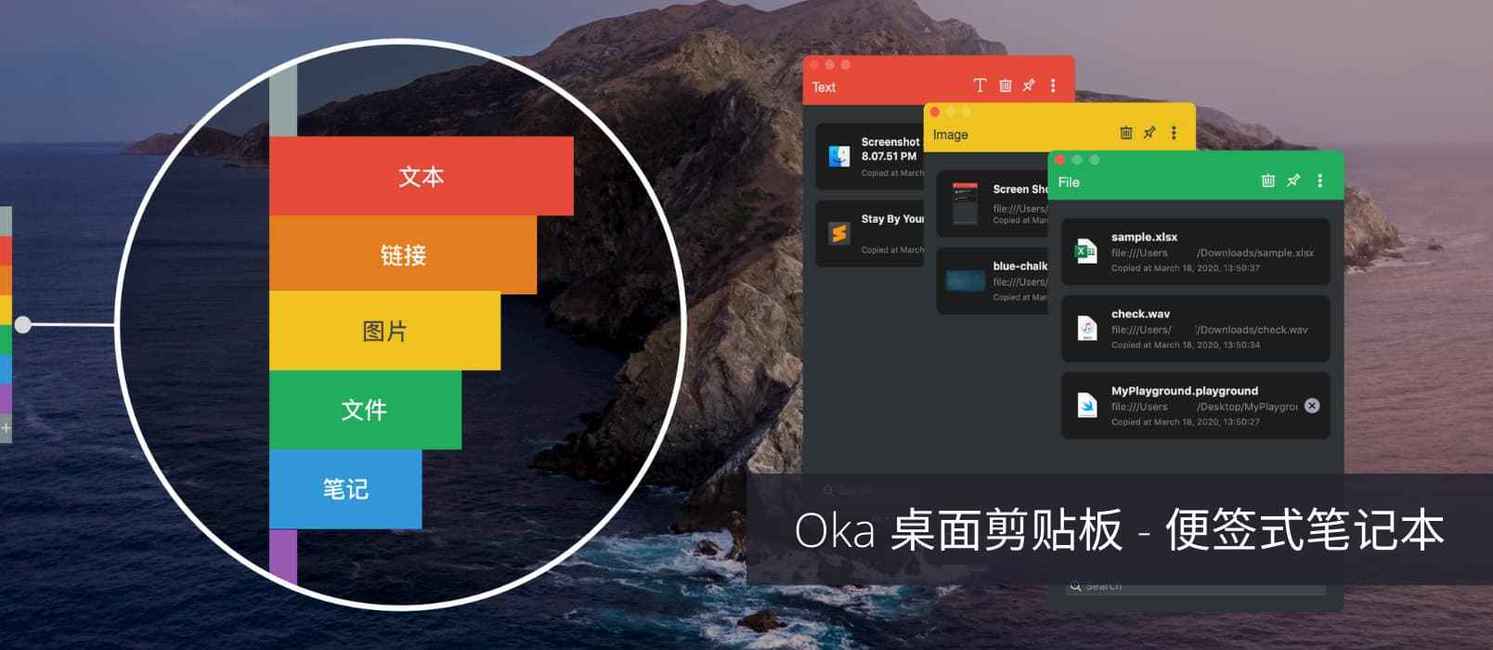 文本
链接
图片
文件
笔记
Text
Screenshot
8.07.51 PM
Copied at March
Stay By Your
Copied at March
Image
Screen Sho
file:///Users/
Copied at Mar
blue-chalk
file:///Users/
Copied at Mar
File
sample.xlsx
file:///Users /Downloads/sample.xlsx
Copied at March 18, 2020, 13:50:37
check.wav
file:///Users/ /Downloads/check.wav
Copied at March 18, 2020, 13:50:34
MyPlayground.playground
file:///Users /Desktop/MyPlaygrou
Copied at March 18, 2020, 13:50:27
Oka 桌面剪贴板 - 便签式笔记本
Search